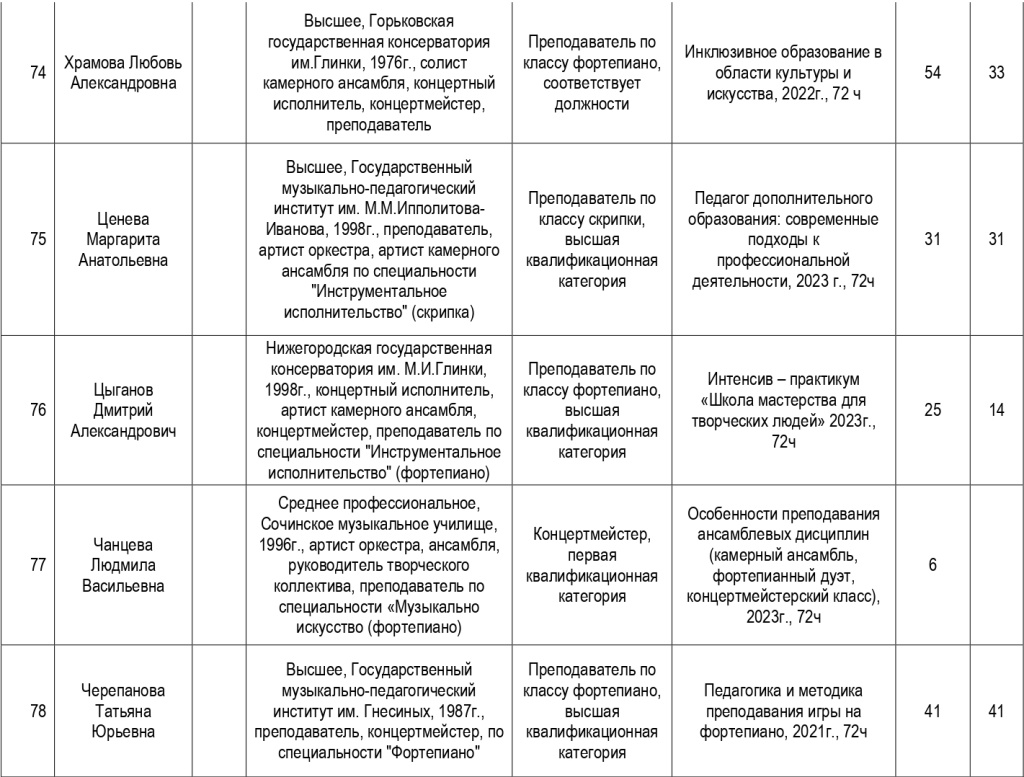 74
Храмова Любовь
Александровна
Высшее, Горьковская
государственная консерватория
им.Глинки, 1976г., солист
камерного ансамбля, концертный
исполнитель, концертмейстер,
преподаватель
Преподаватель по
классу фортепиано,
соответствует
должности
Инклюзивное образование в
области культуры и
искусства, 2022г., 72 ч
54
33
75
Ценева
Маргарита
Анатольевна
Высшее, Государственный
музыкально-педагогический
институт им. М.М.Ипполитова-
Иванова, 1998г., преподаватель,
артист оркестра, артист камерного
ансамбля по специальности
"Инструментальное
исполнительство" (скрипка)
Преподаватель по
классу скрипки,
высшая
квалификационная
категория
Педагог дополнительного
образования: современные
подходы к
профессиональной
деятельности, 2023 г., 72ч
31
31
76
Цыганов
Дмитрий
Александрович
Нижегородская государственная
консерватория им. М.И.Глинки,
1998г., концертный исполнитель,
артист камерного ансамбля,
концертмейстер, преподаватель по
специальности "Инструментальное
исполнительство" (фортепиано)
Преподаватель по
классу фортепиано,
высшая
квалификационная
категория
Интенсив – практикум
«Школа мастерства для
творческих людей» 2023г.,
72ч
25
14
77
Чанцева
Людмила
Васильевна
Среднее профессиональное,
Сочинское музыкальное училище,
1996г., артист оркестра, ансамбля,
руководитель творческого
коллектива, преподаватель по
специальности «Музыкально
искусство (фортепиано)
Концертмейстер,
первая
квалификационная
категория
Особенности преподавания
ансамблевых дисциплин
(камерный ансамбль,
фортепианный дуэт,
концертмейстерский класс),
2023г., 72ч
6
78
Черепанова
Татьяна
Юрьевна
Высшее, Государственный
музыкально-педагогический
институт им. Гнесиных, 1987г.,
преподаватель, концертмейстер, по
специальности "Фортепиано"
Преподаватель по
классу фортепиано,
высшая
квалификационная
категория
Педагогика и методика
преподавания игры на
фортепиано, 2021г., 72ч
41
41